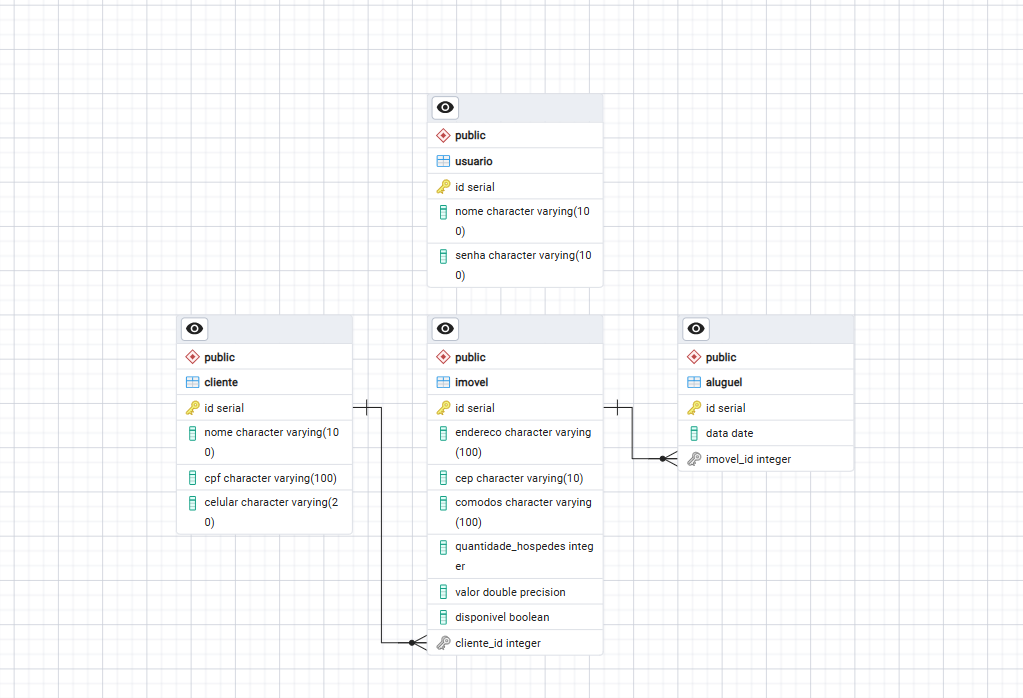 public
usuario
id serial
nome character varying(10
0)
senha character varying(10
0)
public
cliente
id serial
nome character varying(10
0)
cpf character varying(100)
celular character varying(2
0)
public
imovel
id serial
endereco character varying
(100)
cep character varying(10)
comodos character varying
(100)
quantidade_hospedes integ
er
valor double precision
disponivel boolean
cliente_id integer
public
aluguel
id serial
data date
imovel_id integer